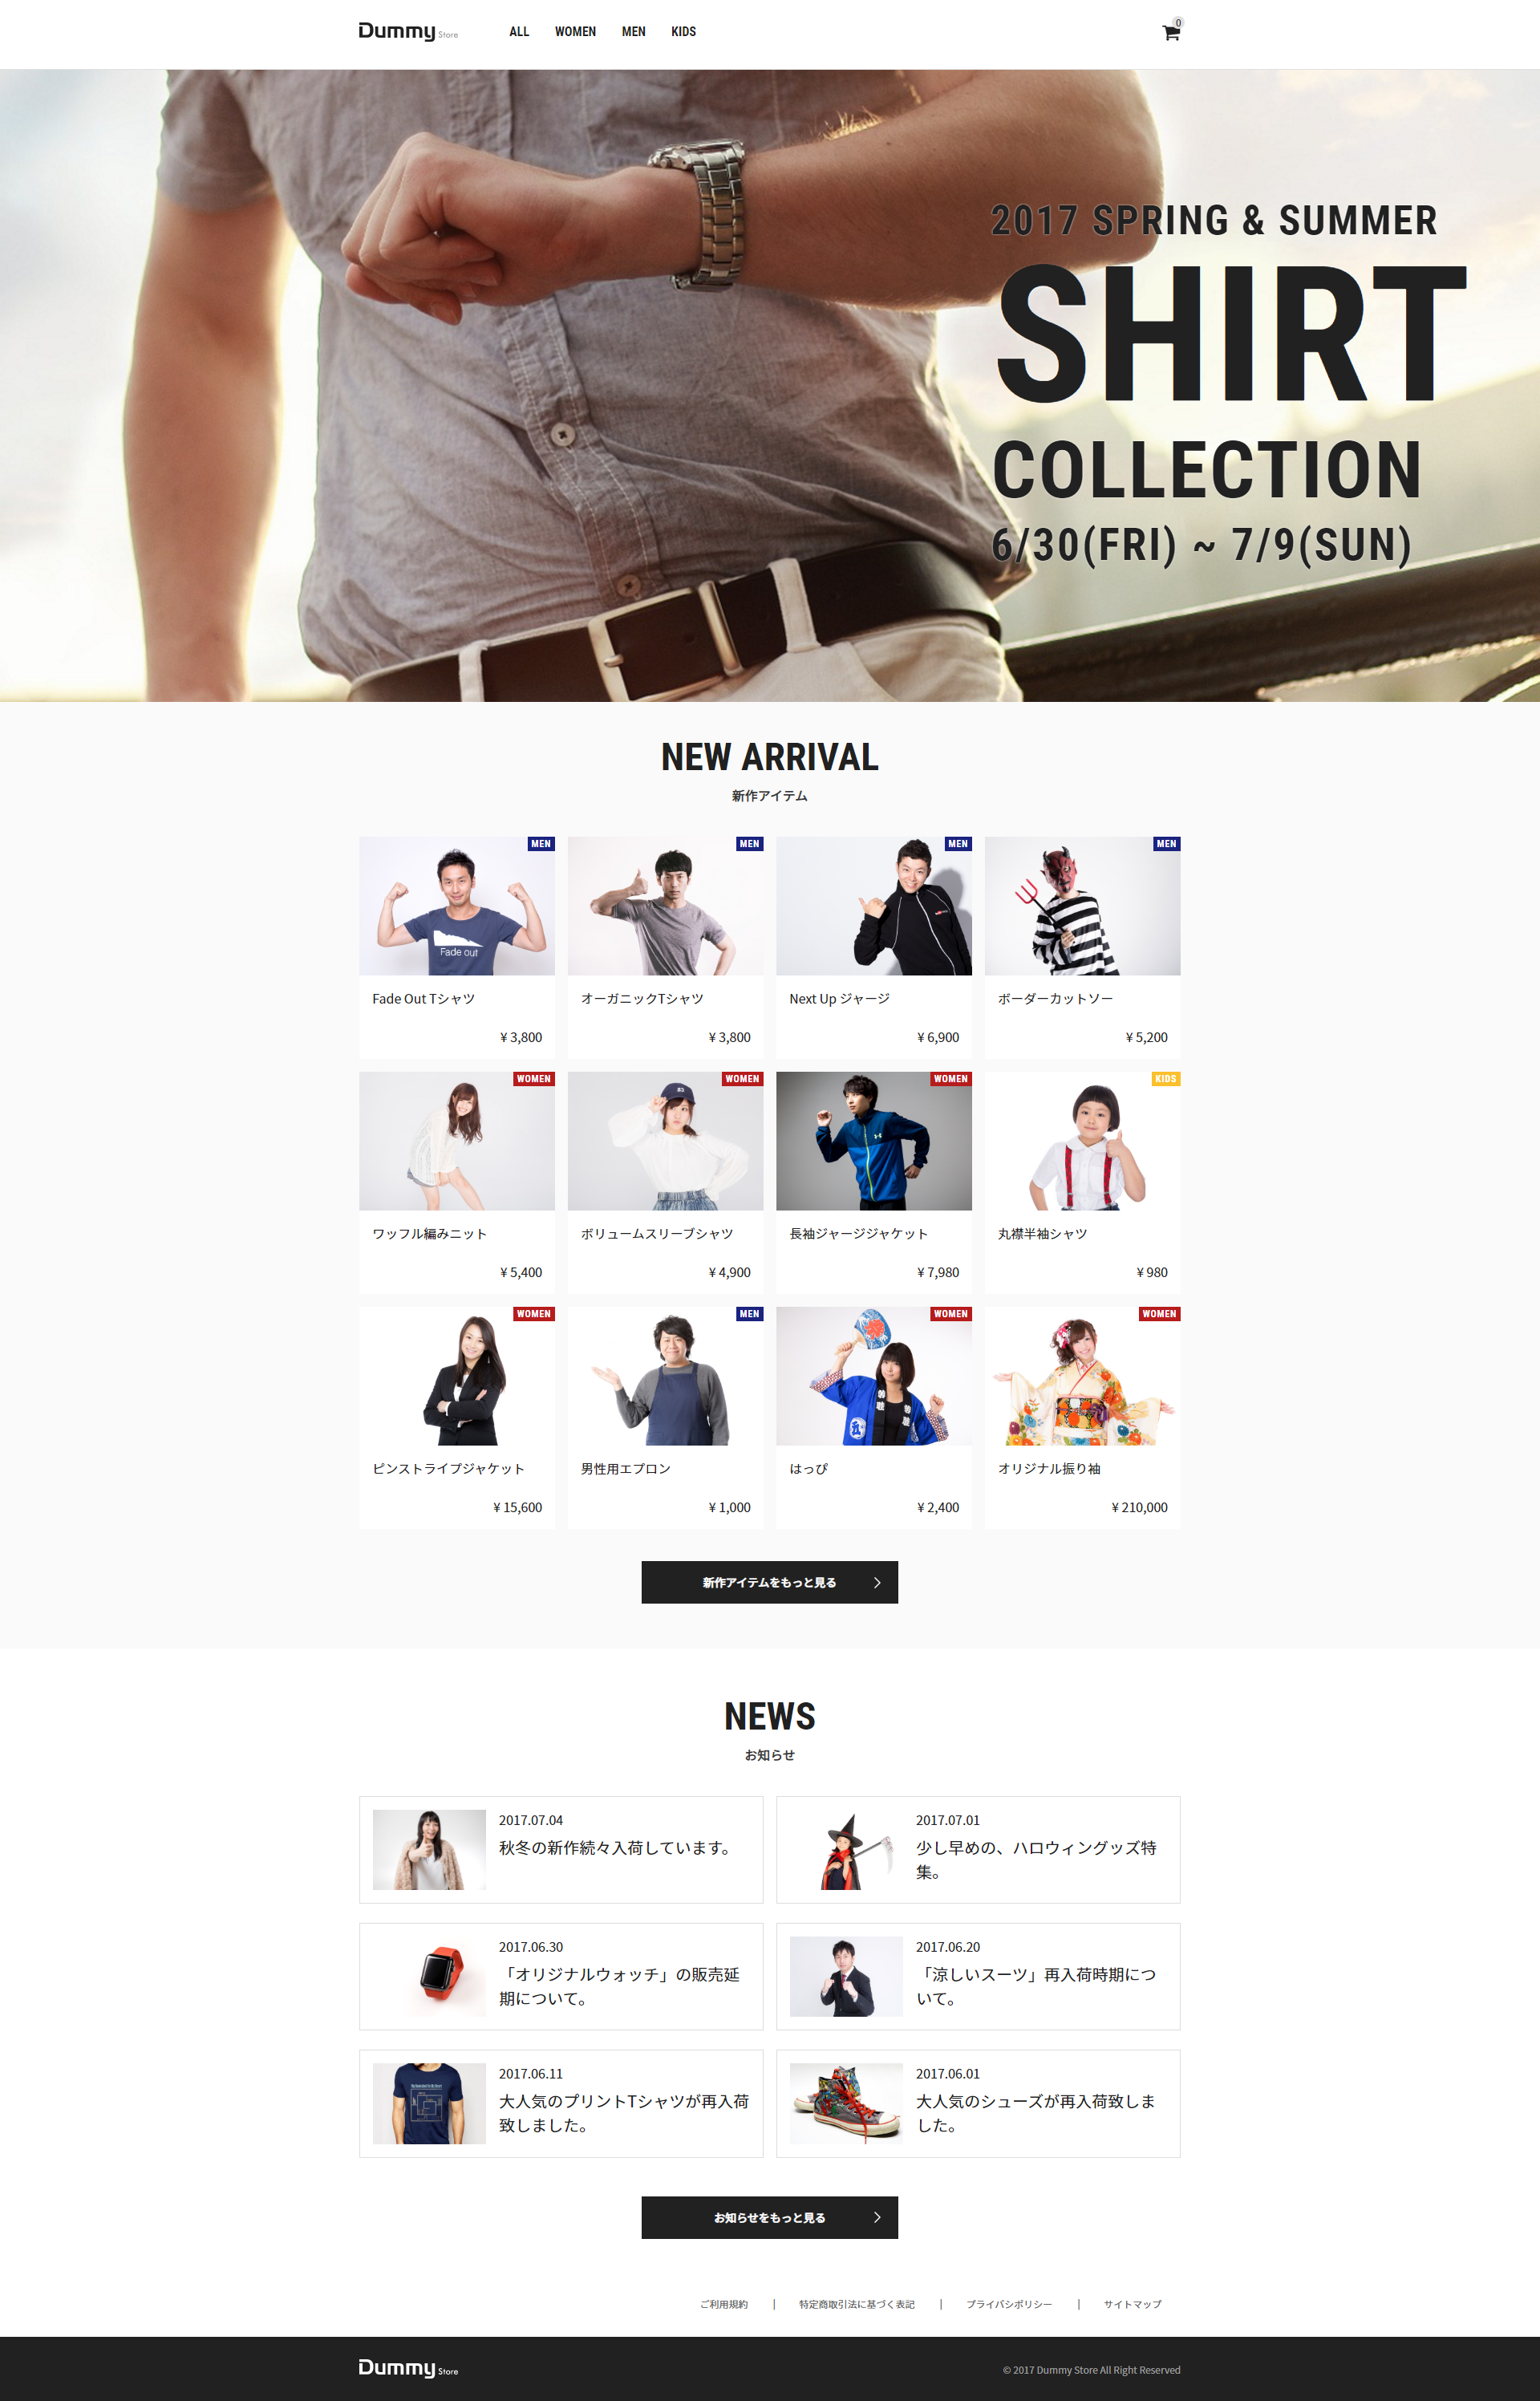 Dummy Store
ALL
WOMEN
MEN
KIDS
0
2017 SPRING & SUMMER
SHIRT
COLLECTION
6/30(FRI) ~ 7/9(SUN)
NEW ARRIVAL
新作アイテム
MEN
Fade out
Fade Out Tシャツ
¥ 3,800
MEN
オーガニックTシャツ
¥ 3,800
MEN
Next Up ジャージ
¥ 6,900
MEN
ボーダーカットソー
¥ 5,200
WOMEN
ワッフル編みニット
¥ 5,400
WOMEN
ボリュームスリーブシャツ
¥ 4,900
WOMEN
長袖ジャージジャケット
¥ 7,980
KIDS
丸襟半袖シャツ
¥ 980
WOMEN
ピンストライプジャケット
¥ 15,600
MEN
男性用エプロン
¥ 1,000
WOMEN
はっぴ
¥ 2,400
WOMEN
オリジナル振り袖
¥ 210,000
新作アイテムをもっと見る
NEWS
お知らせ
2017.07.04
秋冬の新作続々入荷しています。
2017.07.01
少し早めの、ハロウィングッズ特
集。
2017.06.30
「オリジナルウォッチ」の販売延
期について。
2017.06.20
「涼しいスーツ」再入荷時期につ
いて。
2017.06.11
大人気のプリントTシャツが再入荷
致しました。
2017.06.01
大人気のシューズが再入荷致しま
した。
お知らせをもっと見る
ご利用規約 | 特定商取引法に基づく表記 | プライバシポリシー | サイトマップ
Dummy Store
© 2017 Dummy Store All Right Reserved